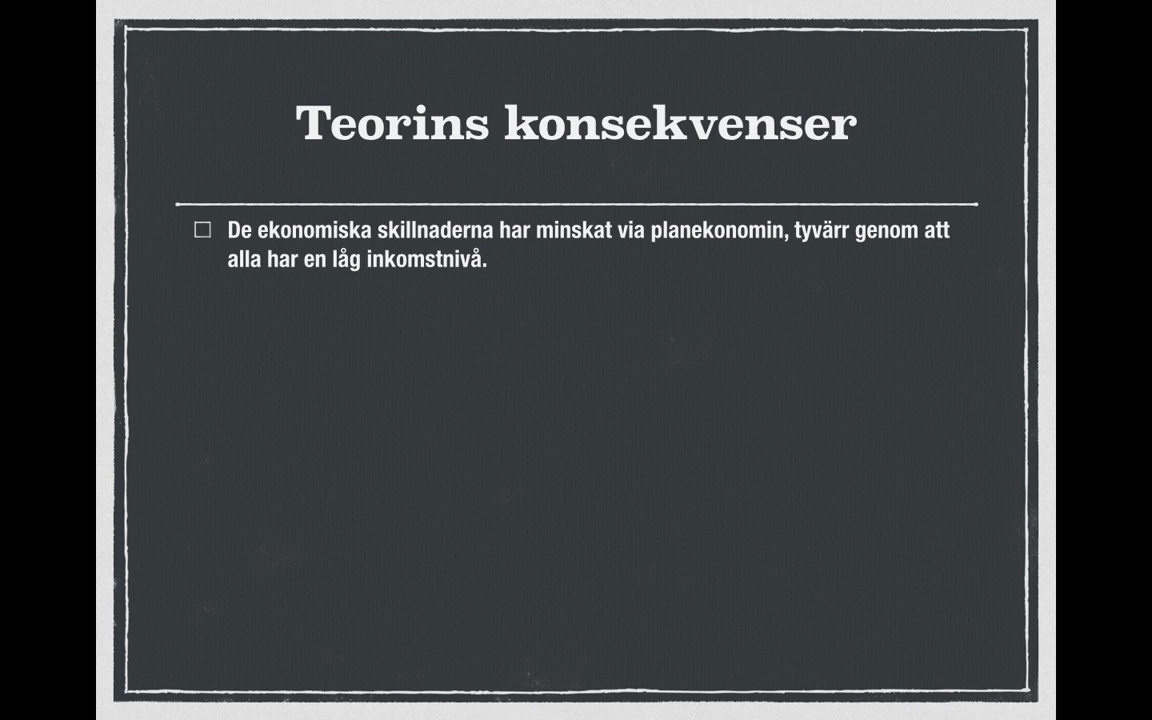 Teorins konsekvenser
De ekonomiska skillnaderna har minskat via planekonomin, tyvärr genom att
alla har en låg inkomstnivå.